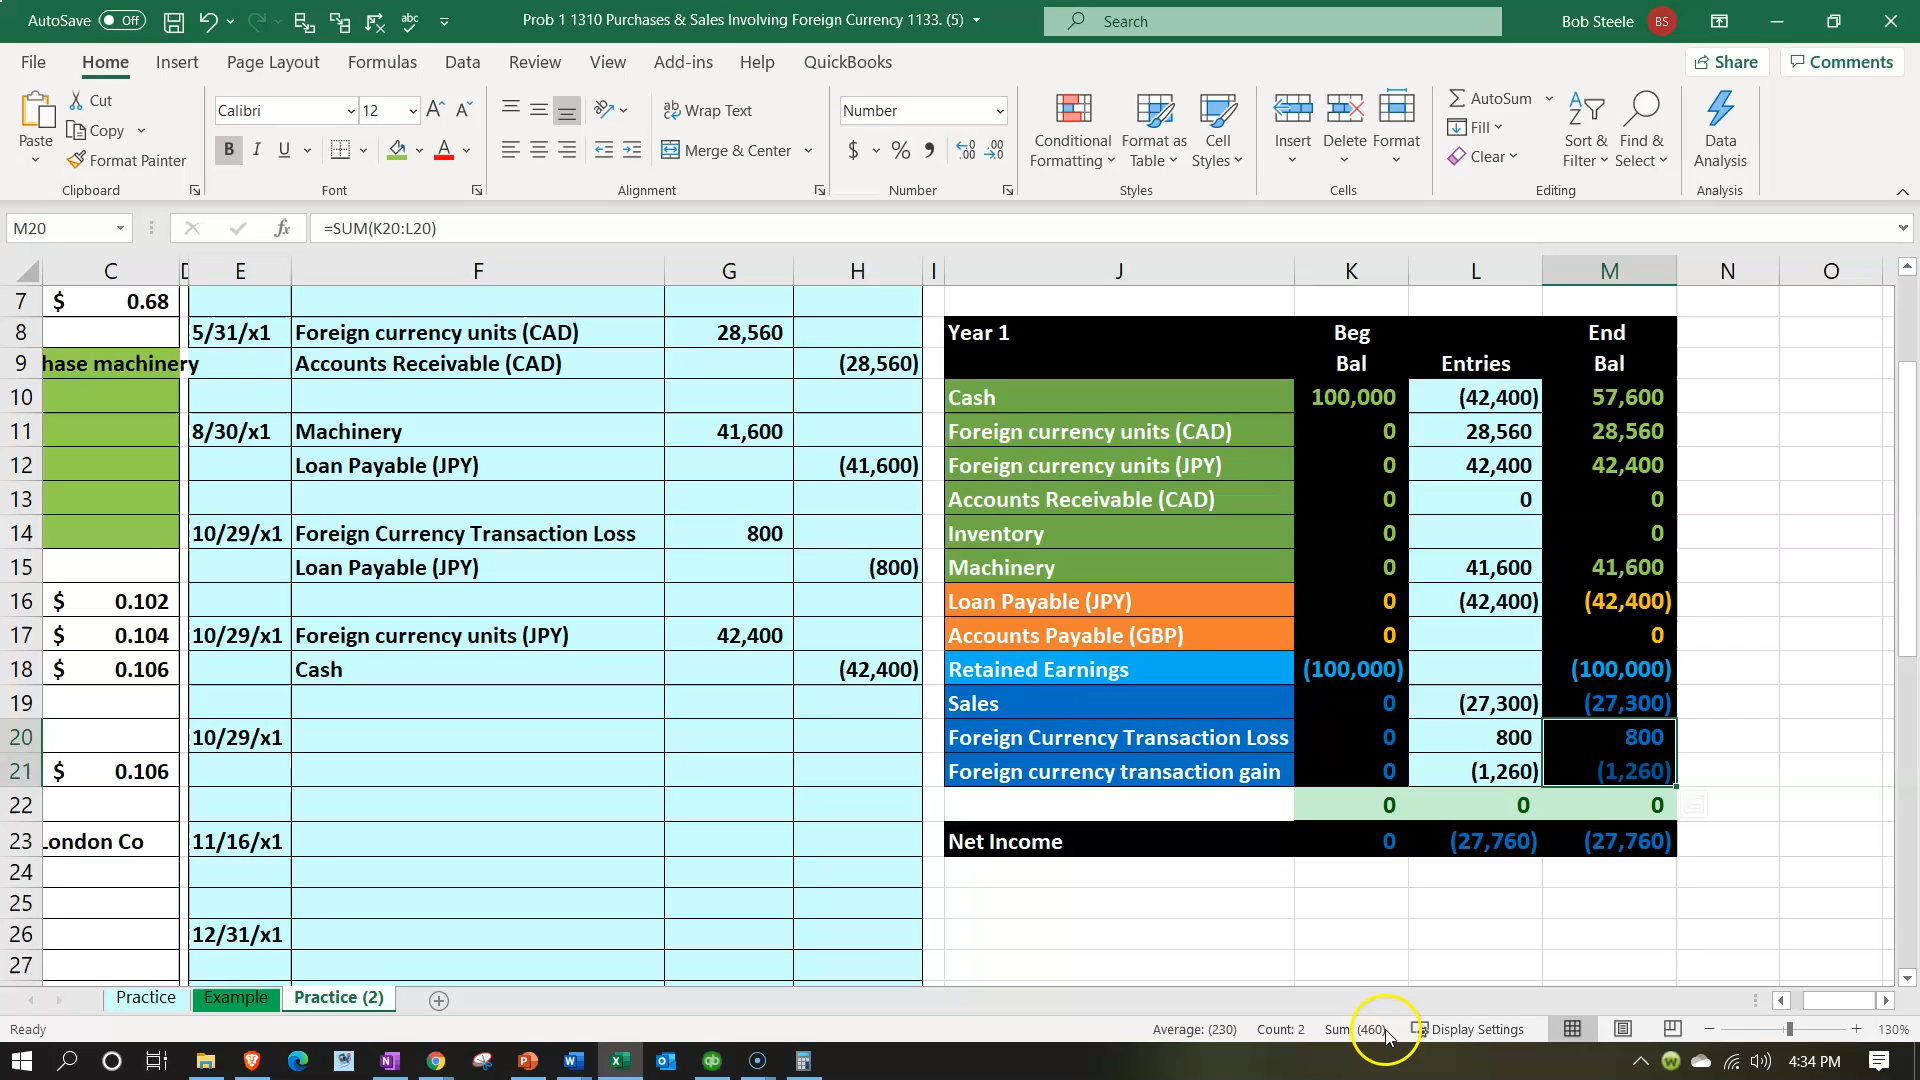 AutoSave Off Prob 1 1310 Purchases & Sales Involving Foreign Currency 1133. (5) Search Bob Steele BS
File Home Insert Page Layout Formulas Data Review View Add-ins Help QuickBooks Share Comments
Cut
Copy
Format Painter
Paste
Calibri 12
B I U
Wrap Text
Merge & Center
Number
$ %
Conditional Formatting
Format as Table
Cell Styles
Insert
Delete
Format
AutoSum
Fill
Clear
Sort & Filter
Find & Select
Data Analysis
Clipboard Font Alignment Number Styles Cells Editing Analysis
M20 fx =SUM(K20:L20)
C D E F G H I J K L M N O
7 $ 0.68
8 5/31/x1 Foreign currency units (CAD) 28,560 Year 1 Beg End
9 hase machinery Accounts Receivable (CAD) (28,560) Bal Entries Bal
10 Cash 100,000 (42,400) 57,600
11 8/30/x1 Machinery 41,600 Foreign currency units (CAD) 0 28,560 28,560
12 Loan Payable (JPY) (41,600) Foreign currency units (JPY) 0 42,400 42,400
13 Accounts Receivable (CAD) 0 0 0
14 10/29/x1 Foreign Currency Transaction Loss 800 Inventory 0 0
15 Loan Payable (JPY) (800) Machinery 0 41,600 41,600
16 $ 0.102 Loan Payable (JPY) 0 (42,400) (42,400)
17 $ 0.104 10/29/x1 Foreign currency units (JPY) 42,400 Accounts Payable (GBP) 0 0
18 $ 0.106 Cash (42,400) Retained Earnings (100,000) (100,000)
19 Sales 0 (27,300) (27,300)
20 10/29/x1 Foreign Currency Transaction Loss 0 800 800
21 $ 0.106 Foreign currency transaction gain 0 (1,260) (1,260)
22 0 0 0
23 London Co 11/16/x1 Net Income 0 (27,760) (27,760)
24
25
26 12/31/x1
27
Practice Example Practice (2)
Ready Average: (230) Count: 2 Sum: (460) Display Settings 130%
4:34 PM